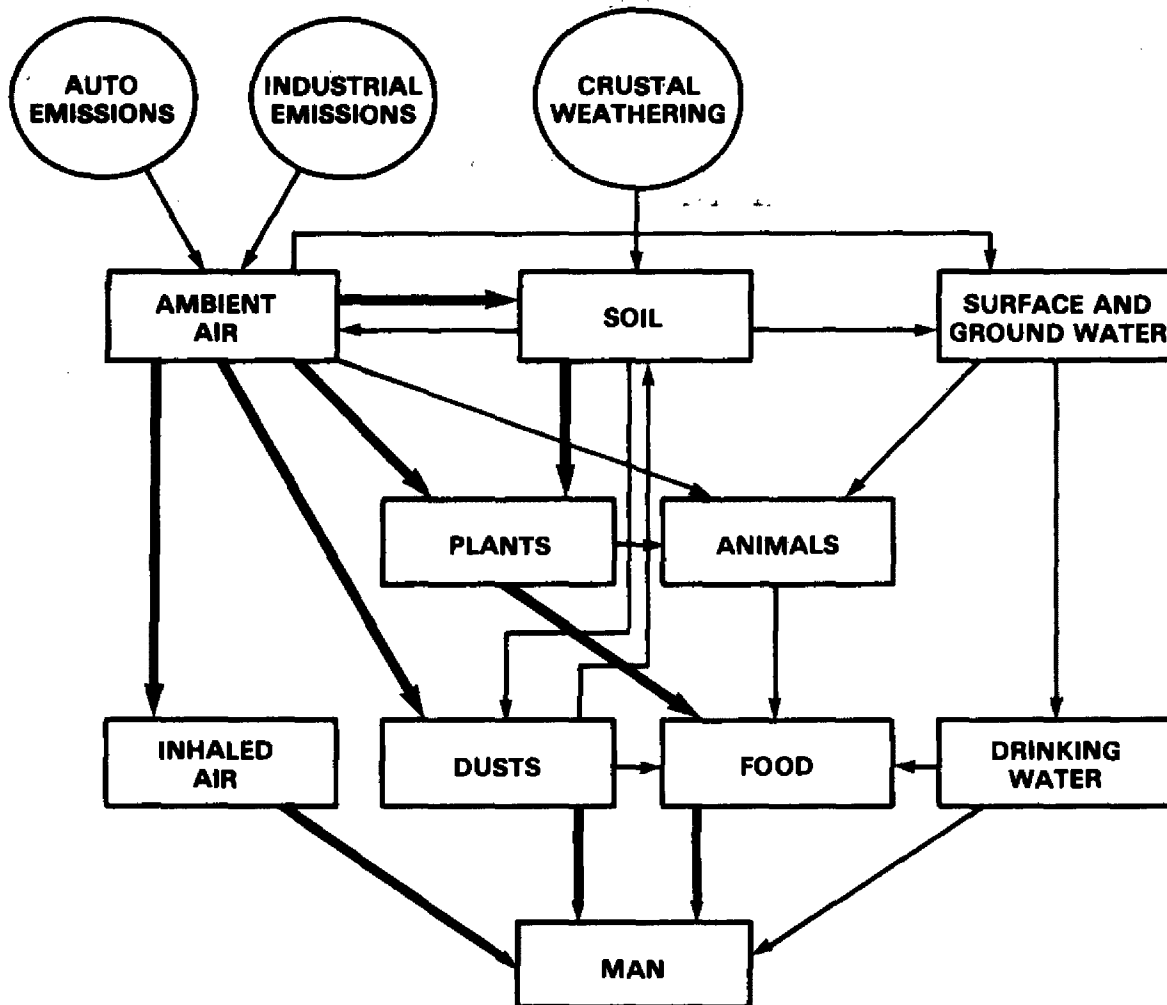 AUTO
EMISSIONS
INDUSTRIAL
EMISSIONS
CRUSTAL
WEATHERING
AMBIENT
AIR
SOIL
SURFACE AND
GROUND WATER
PLANTS
ANIMALS
INHALED
AIR
DUSTS
FOOD
DRINKING
WATER
MAN